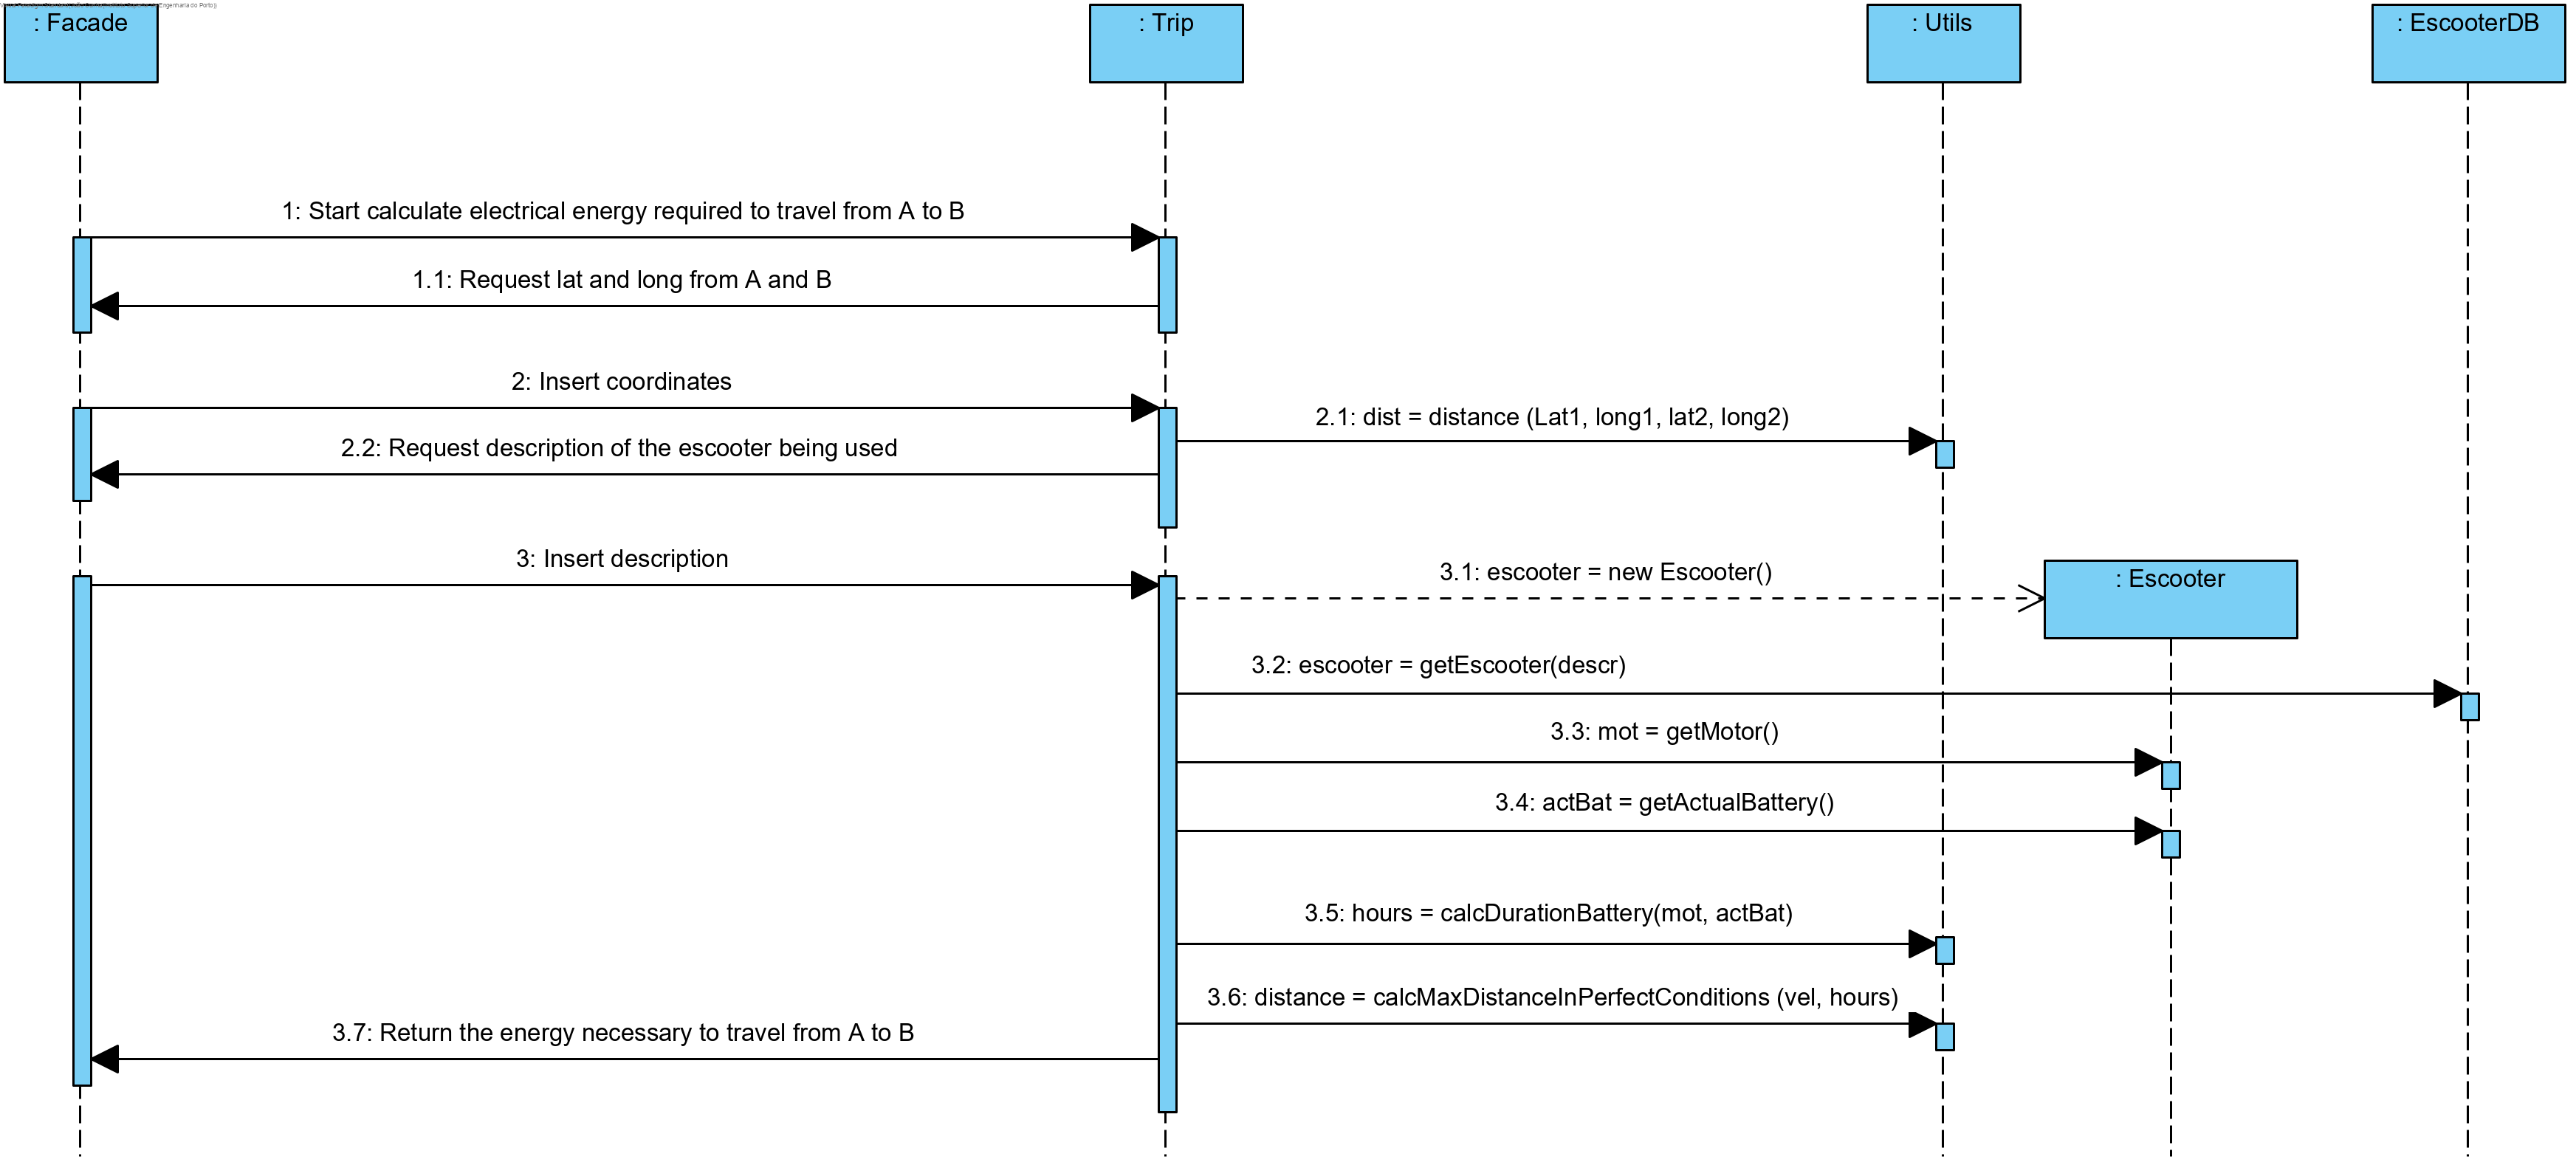 : Facade
: Trip
: Utils
: EscooterDB
1: Start calculate electrical energy required to travel from A to B
1.1: Request lat and long from A and B
2: Insert coordinates
2.1: dist = distance (Lat1, long1, lat2, long2)
2.2: Request description of the escooter being used
3: Insert description
3.1: escooter = new Escooter()
: Escooter
3.2: escooter = getEscooter(descr)
3.3: mot = getMotor()
3.4: actBat = getActualBattery()
3.5: hours = calcDurationBattery(mot, actBat)
3.6: distance = calcMaxDistanceInPerfectConditions (vel, hours)
3.7: Return the energy necessary to travel from A to B